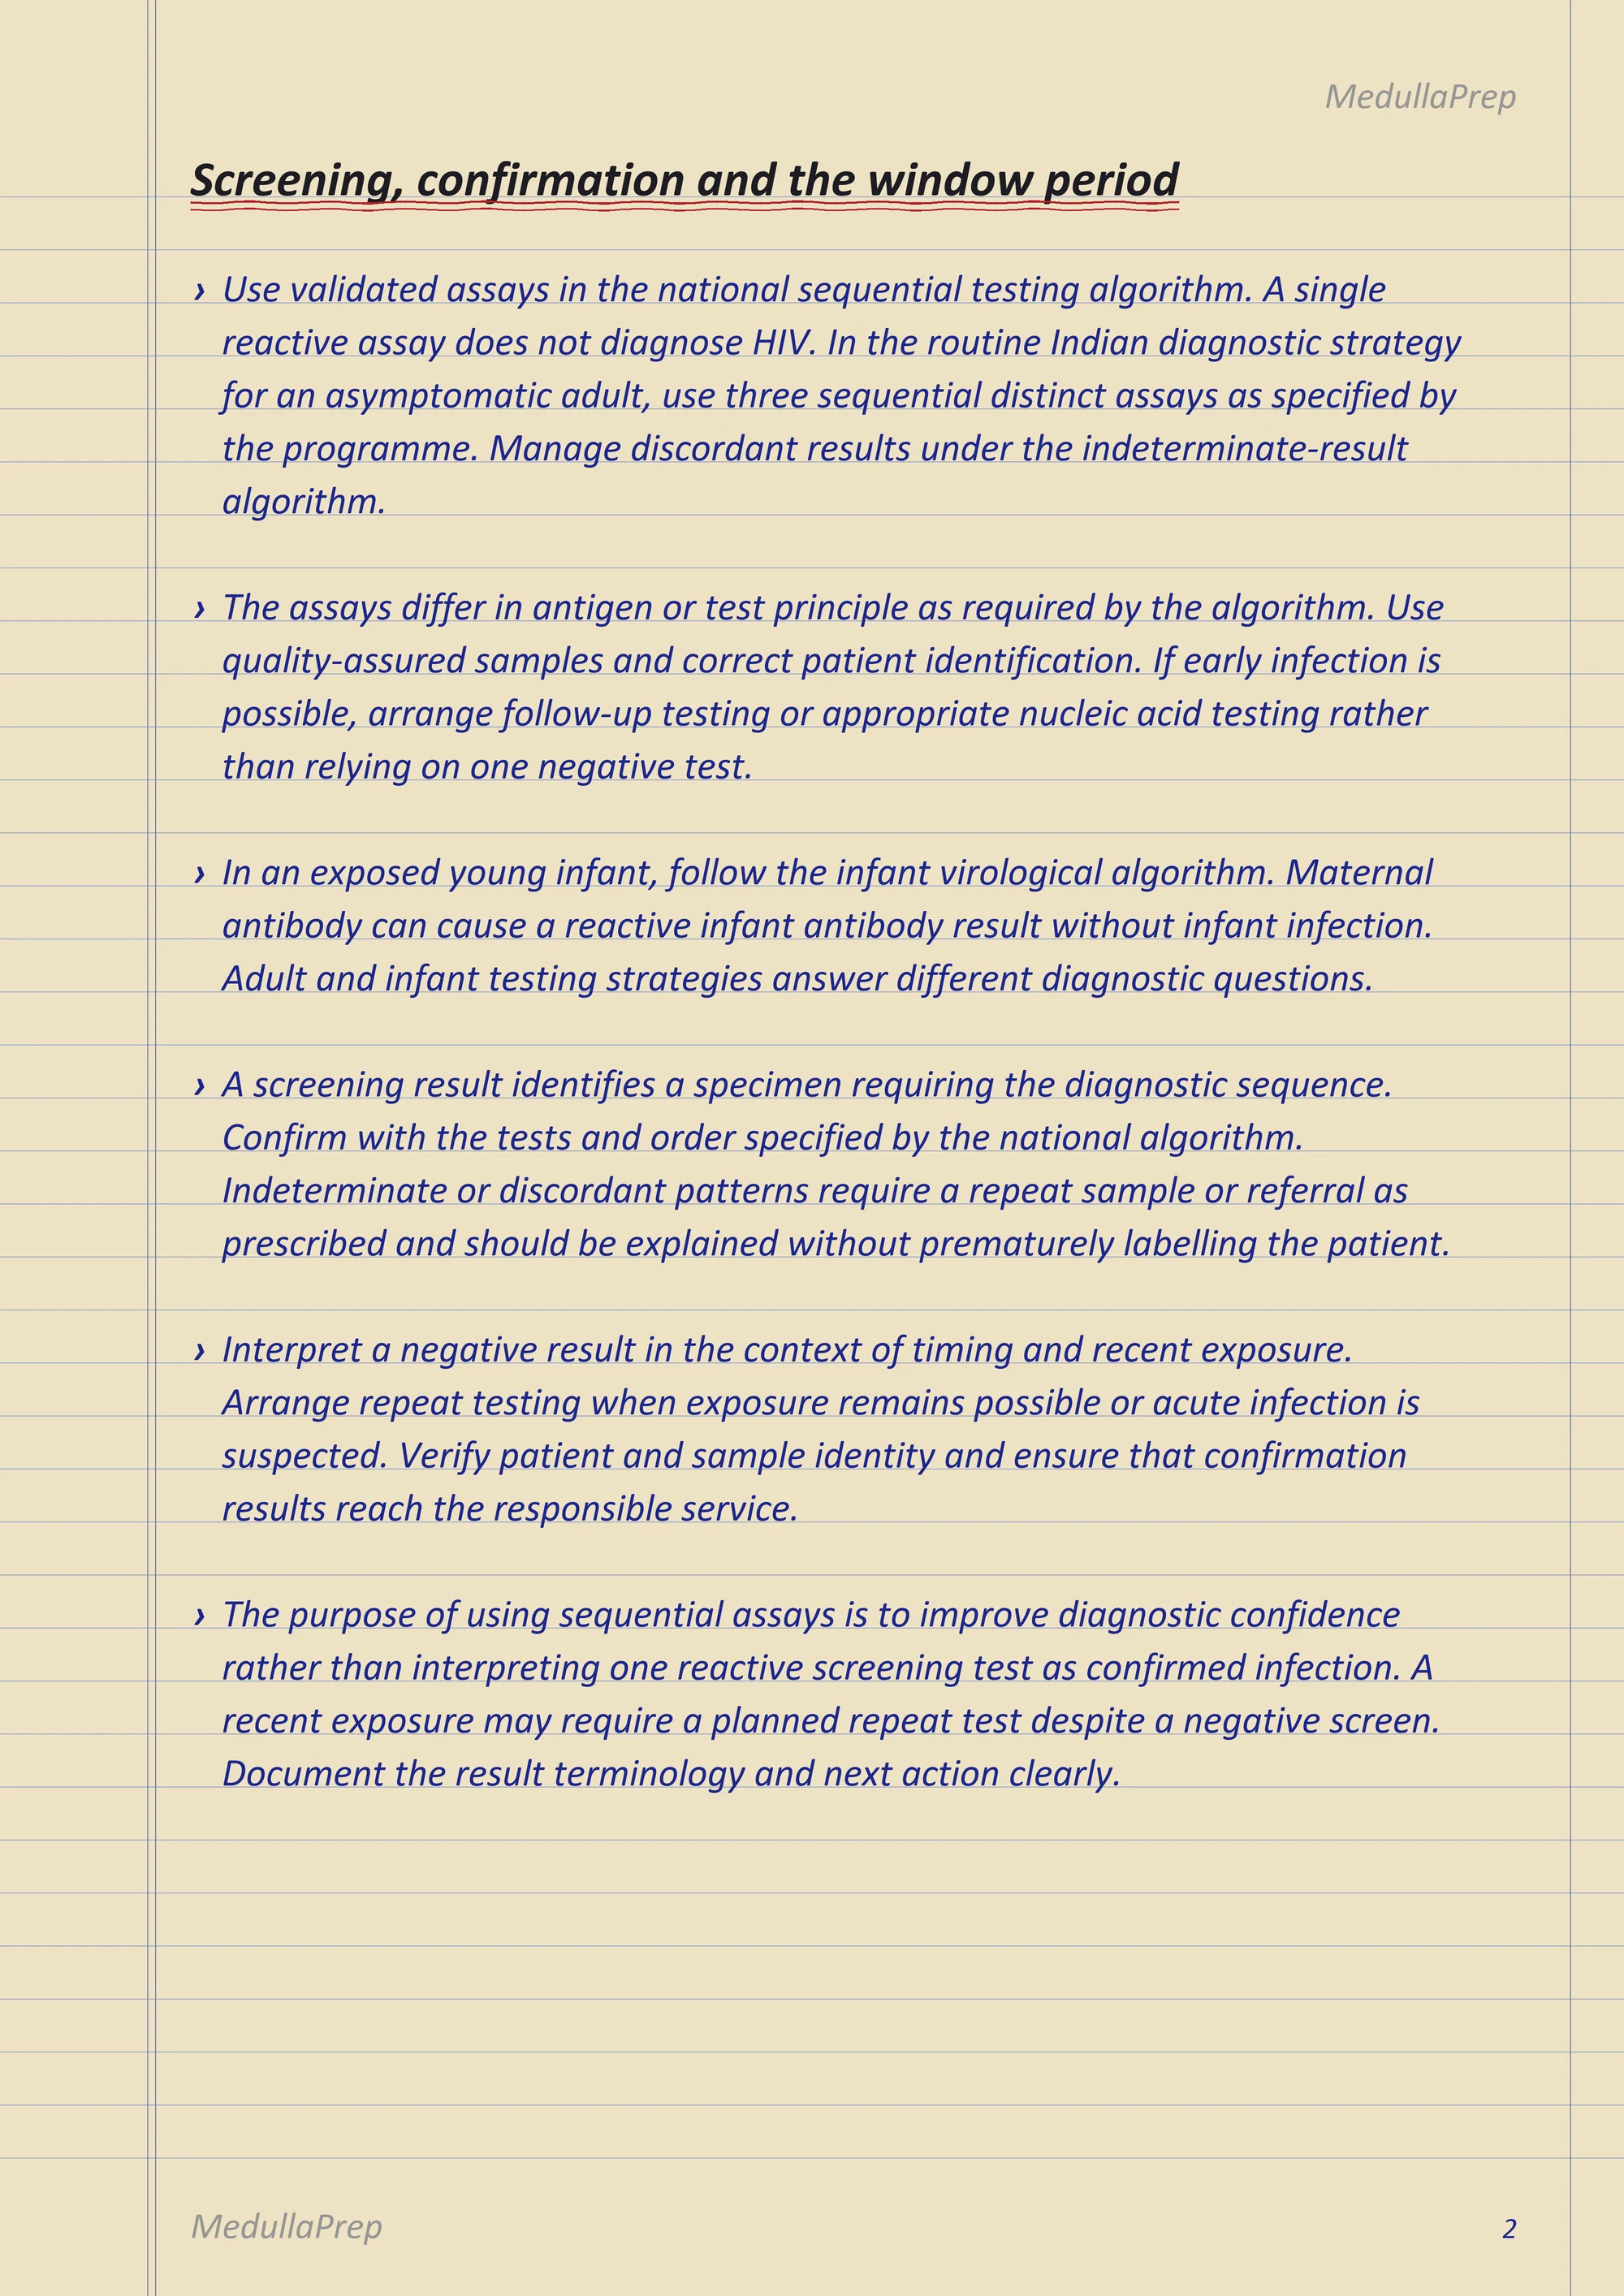 MedullaPrep
Screening, confirmation and the window period
› Use validated assays in the national sequential testing algorithm. A single
reactive assay does not diagnose HIV. In the routine Indian diagnostic strategy
for an asymptomatic adult, use three sequential distinct assays as specified by
the programme. Manage discordant results under the indeterminate-result
algorithm.
› The assays differ in antigen or test principle as required by the algorithm. Use
quality-assured samples and correct patient identification. If early infection is
possible, arrange follow-up testing or appropriate nucleic acid testing rather
than relying on one negative test.
› In an exposed young infant, follow the infant virological algorithm. Maternal
antibody can cause a reactive infant antibody result without infant infection.
Adult and infant testing strategies answer different diagnostic questions.
› A screening result identifies a specimen requiring the diagnostic sequence.
Confirm with the tests and order specified by the national algorithm.
Indeterminate or discordant patterns require a repeat sample or referral as
prescribed and should be explained without prematurely labelling the patient.
› Interpret a negative result in the context of timing and recent exposure.
Arrange repeat testing when exposure remains possible or acute infection is
suspected. Verify patient and sample identity and ensure that confirmation
results reach the responsible service.
› The purpose of using sequential assays is to improve diagnostic confidence
rather than interpreting one reactive screening test as confirmed infection. A
recent exposure may require a planned repeat test despite a negative screen.
Document the result terminology and next action clearly.
MedullaPrep
2